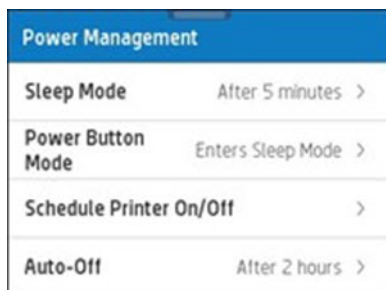 Power Management
Sleep Mode After 5 minutes >
Power Button Mode Enters Sleep Mode >
Schedule Printer On/Off >
Auto-Off After 2 hours >